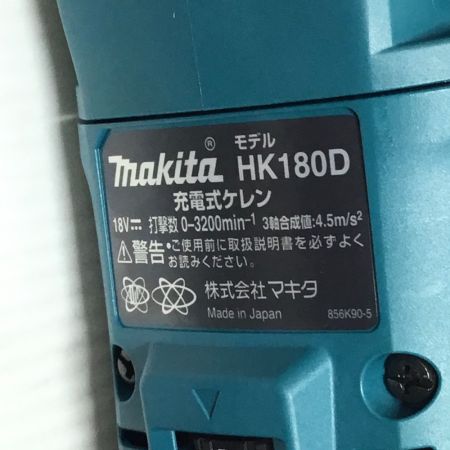 ® モデル
makita HK180D
充電式ケレン
18V⎓ 打撃数 0-3200min⁻¹ 3軸合成値:4.5m/s²
⚠警告・ご使用前に取扱説明書を必ずよく
お読みください。
株式会社マキタ
Made in Japan 856K90-5